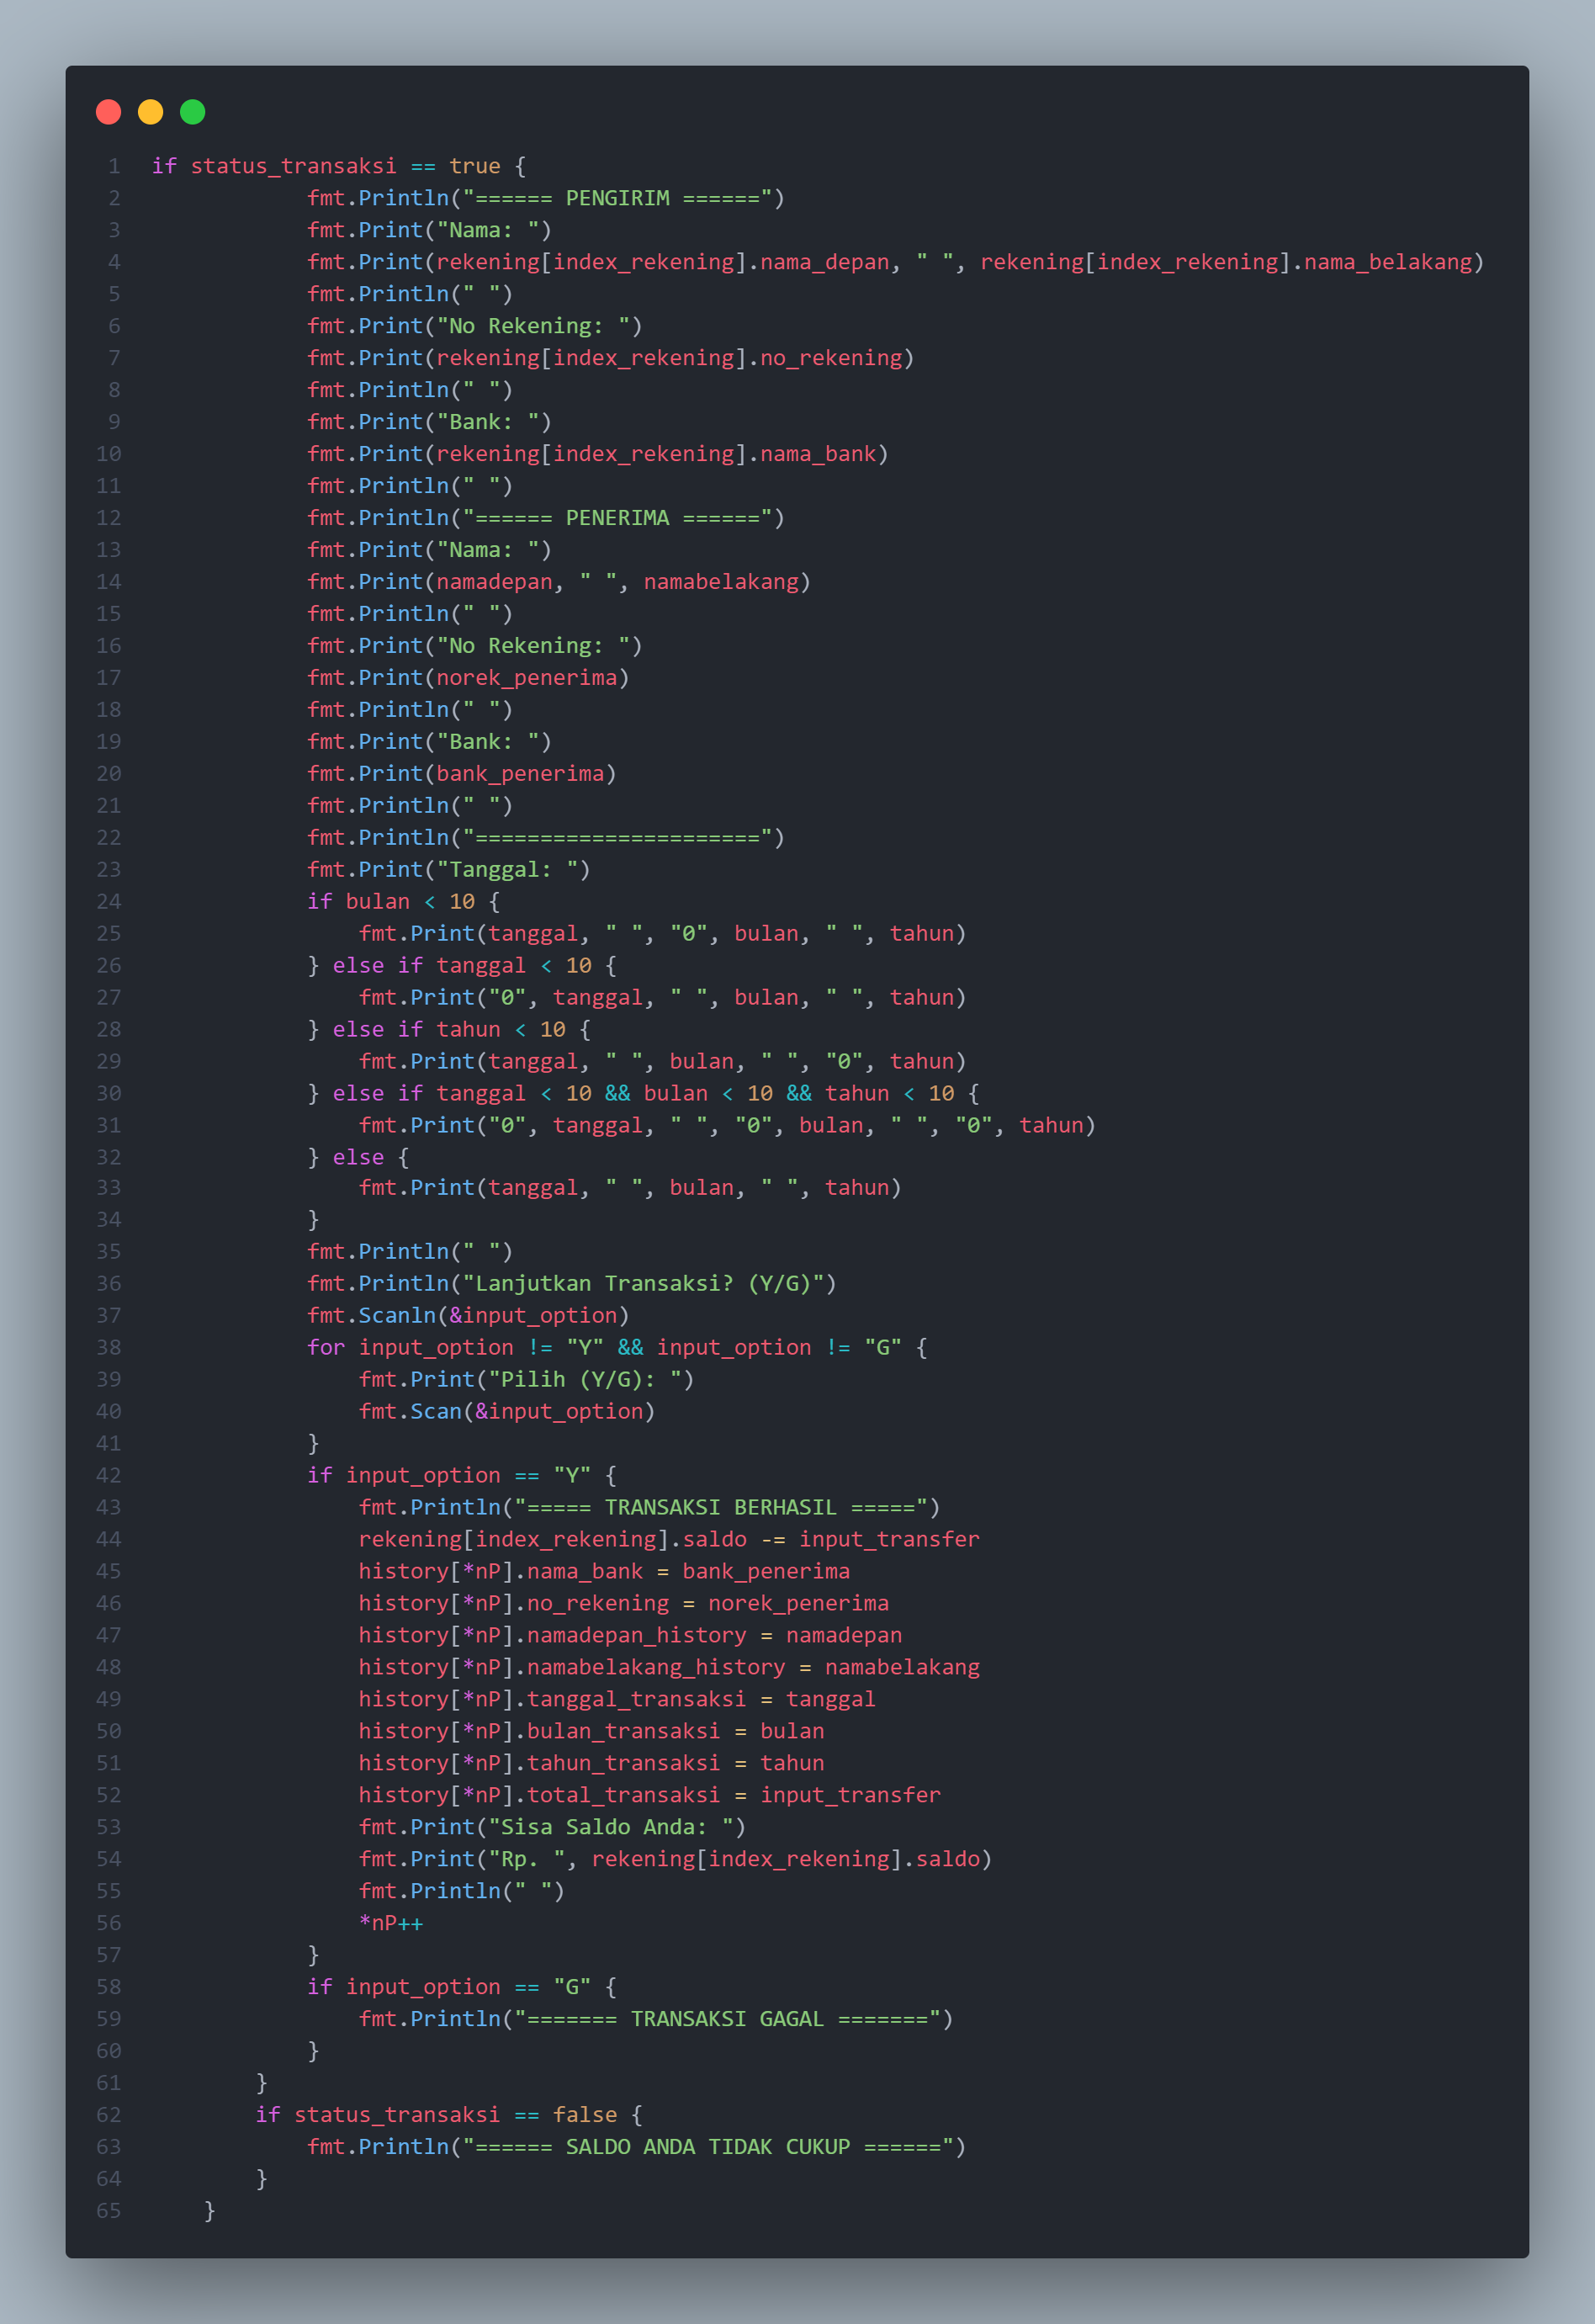 1 if status_transaksi == true {
2 fmt.Println("====== PENGIRIM ======")
3 fmt.Print("Nama: ")
4 fmt.Print(rekening[index_rekening].nama_depan, " ", rekening[index_rekening].nama_belakang)
5 fmt.Println(" ")
6 fmt.Print("No Rekening: ")
7 fmt.Print(rekening[index_rekening].no_rekening)
8 fmt.Println(" ")
9 fmt.Print("Bank: ")
10 fmt.Print(rekening[index_rekening].nama_bank)
11 fmt.Println(" ")
12 fmt.Println("====== PENERIMA ======")
13 fmt.Print("Nama: ")
14 fmt.Print(namadepan, " ", namabelakang)
15 fmt.Println(" ")
16 fmt.Print("No Rekening: ")
17 fmt.Print(norek_penerima)
18 fmt.Println(" ")
19 fmt.Print("Bank: ")
20 fmt.Print(bank_penerima)
21 fmt.Println(" ")
22 fmt.Println("======================")
23 fmt.Print("Tanggal: ")
24 if bulan < 10 {
25 fmt.Print(tanggal, " ", "0", bulan, " ", tahun)
26 } else if tanggal < 10 {
27 fmt.Print("0", tanggal, " ", bulan, " ", tahun)
28 } else if tahun < 10 {
29 fmt.Print(tanggal, " ", bulan, " ", "0", tahun)
30 } else if tanggal < 10 && bulan < 10 && tahun < 10 {
31 fmt.Print("0", tanggal, " ", "0", bulan, " ", "0", tahun)
32 } else {
33 fmt.Print(tanggal, " ", bulan, " ", tahun)
34 }
35 fmt.Println(" ")
36 fmt.Println("Lanjutkan Transaksi? (Y/G)")
37 fmt.Scanln(&input_option)
38 for input_option != "Y" && input_option != "G" {
39 fmt.Print("Pilih (Y/G): ")
40 fmt.Scan(&input_option)
41 }
42 if input_option == "Y" {
43 fmt.Println("===== TRANSAKSI BERHASIL =====")
44 rekening[index_rekening].saldo -= input_transfer
45 history[*nP].nama_bank = bank_penerima
46 history[*nP].no_rekening = norek_penerima
47 history[*nP].namadepan_history = namadepan
48 history[*nP].namabelakang_history = namabelakang
49 history[*nP].tanggal_transaksi = tanggal
50 history[*nP].bulan_transaksi = bulan
51 history[*nP].tahun_transaksi = tahun
52 history[*nP].total_transaksi = input_transfer
53 fmt.Print("Sisa Saldo Anda: ")
54 fmt.Print("Rp. ", rekening[index_rekening].saldo)
55 fmt.Println(" ")
56 *nP++
57 }
58 if input_option == "G" {
59 fmt.Println("======= TRANSAKSI GAGAL =======")
60 }
61 }
62 if status_transaksi == false {
63 fmt.Println("====== SALDO ANDA TIDAK CUKUP ======")
64 }
65 }